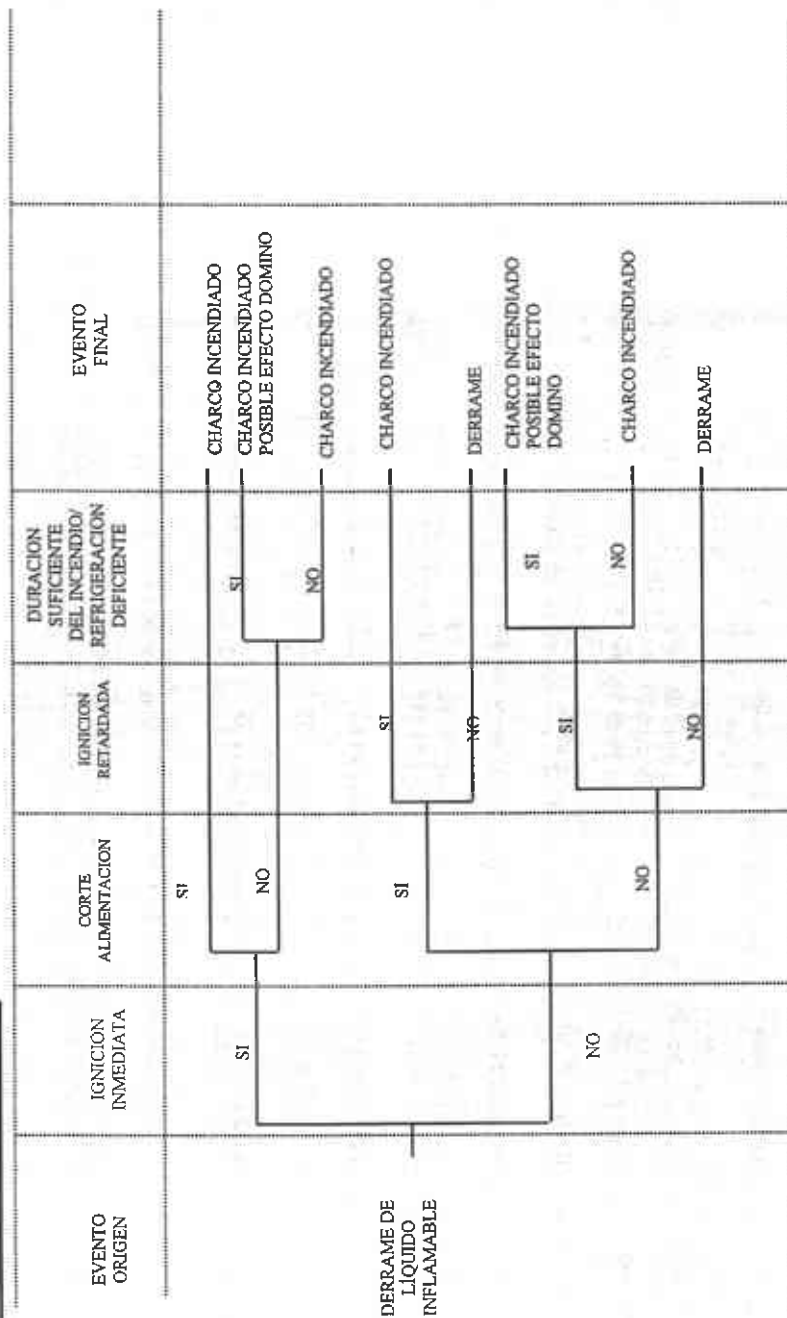 EVENTO
ORIGEN
IGNICIÓN
INMEDIATA
CORTE
ALIMENTACION
IGNICION
RETARDADA
DURACION
SUFICIENTE
DEL INCENDIO/
REFRIGERACION
DEFICIENTE
EVENTO
FINAL
DERRAME DE
LÍQUIDO
INFLAMABLE
SI
NO
SI
NO
SI
NO
SI
NO
SI
NO
SI
NO
SI
NO
CHARCO INCENDIADO
CHARCO INCENDIADO
POSIBLE EFECTO DOMINO
CHARCO INCENDIADO
CHARCO INCENDIADO
DERRAME
CHARCO INCENDIADO
POSIBLE EFECTO
DOMINO
CHARCO INCENDIADO
DERRAME